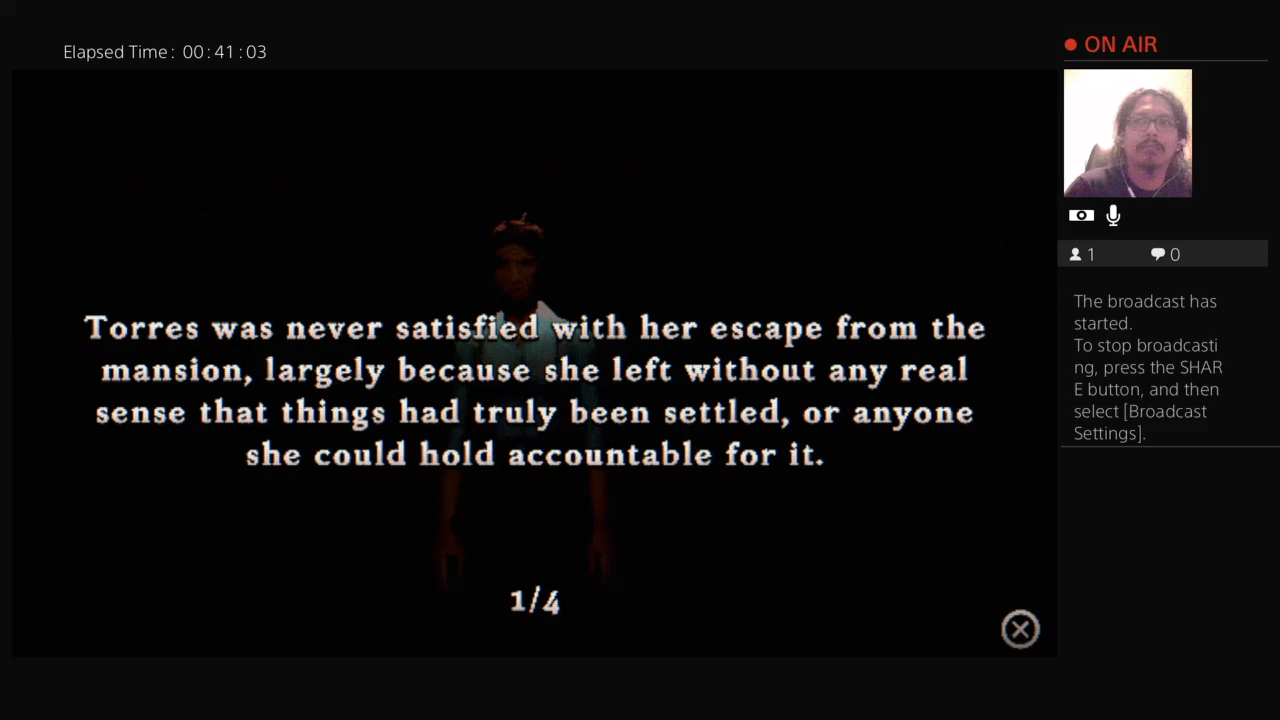 Elapsed Time: 00:41:03
ON AIR
Torres was never satisfied with her escape from the
mansion, largely because she left without any real
sense that things had truly been settled, or anyone
she could hold accountable for it.
1/4
1
0
The broadcast has
started.
To stop broadcasti
ng, press the SHAR
E button, and then
select [Broadcast
Settings].